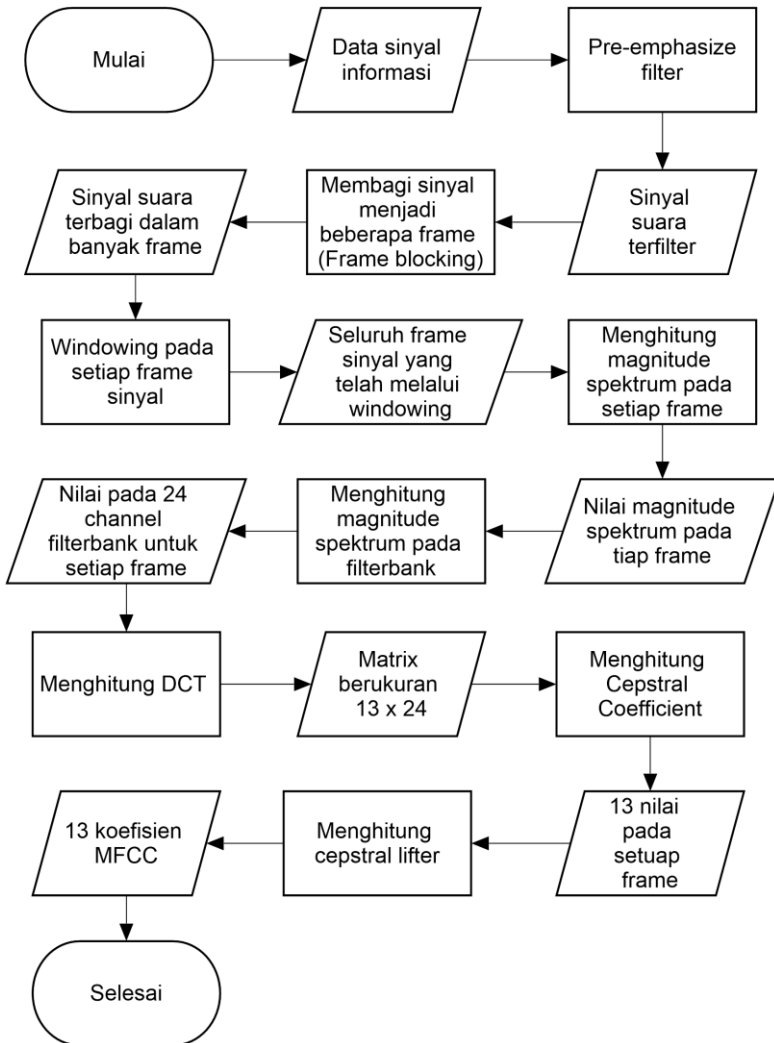 Mulai
Data sinyal
informasi
Pre-emphasize
filter
Sinyal
suara
terfilter
Membagi sinyal
menjadi
beberapa frame
(Frame blocking)
Sinyal suara
terbagi dalam
banyak frame
Windowing pada
setiap frame
sinyal
Seluruh frame
sinyal yang
telah melalui
windowing
Menghitung
magnitude
spektrum pada
setiap frame
Nilai magnitude
spektrum pada
tiap frame
Menghitung
magnitude
spektrum pada
filterbank
Nilai pada 24
channel
filterbank untuk
setiap frame
Menghitung DCT
Matrix
berukuran
13 x 24
Menghitung
Cepstral
Coefficient
13 nilai
pada
setuap
frame
Menghitung
cepstral lifter
13 koefisien
MFCC
Selesai